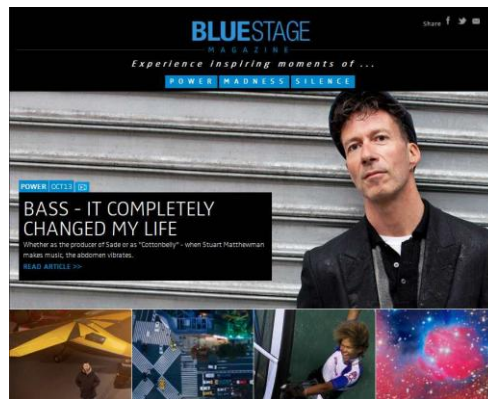 BLUESTAGE
MAGAZINE
Share
Experience inspiring moments of ...
POWER MADNESS SILENCE
POWER OCT13
BASS - IT COMPLETELY
CHANGED MY LIFE
Whether as the producer of Sade or as "Cottonbelly" - when Stuart Matthewman
makes music, the abdomen vibrates.
READ ARTICLE >>